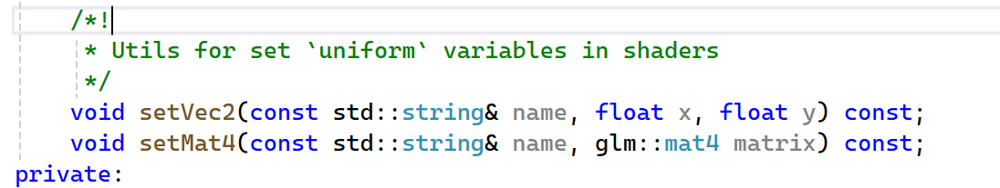 /*!
* Utils for set `uniform` variables in shaders
*/
void setVec2(const std::string& name, float x, float y) const;
void setMat4(const std::string& name, glm::mat4 matrix) const;
private: